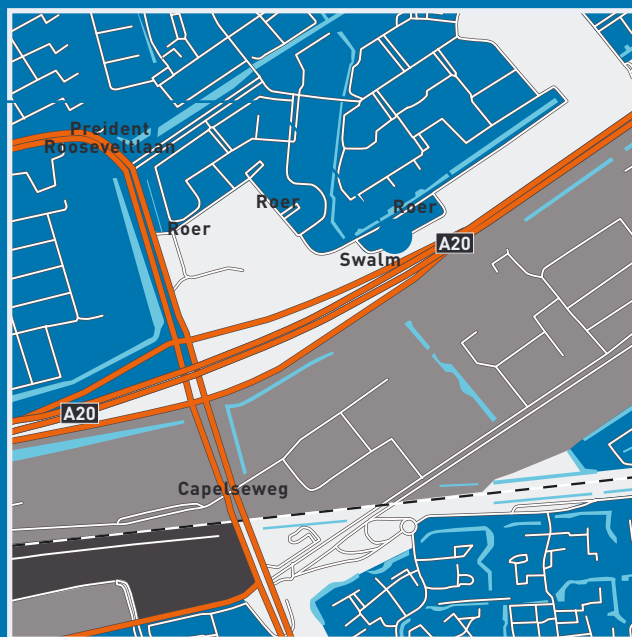 Preident
Rooseveltlaan
Roer
Roer
Roer
A20
Swalm
A20
Capelseweg